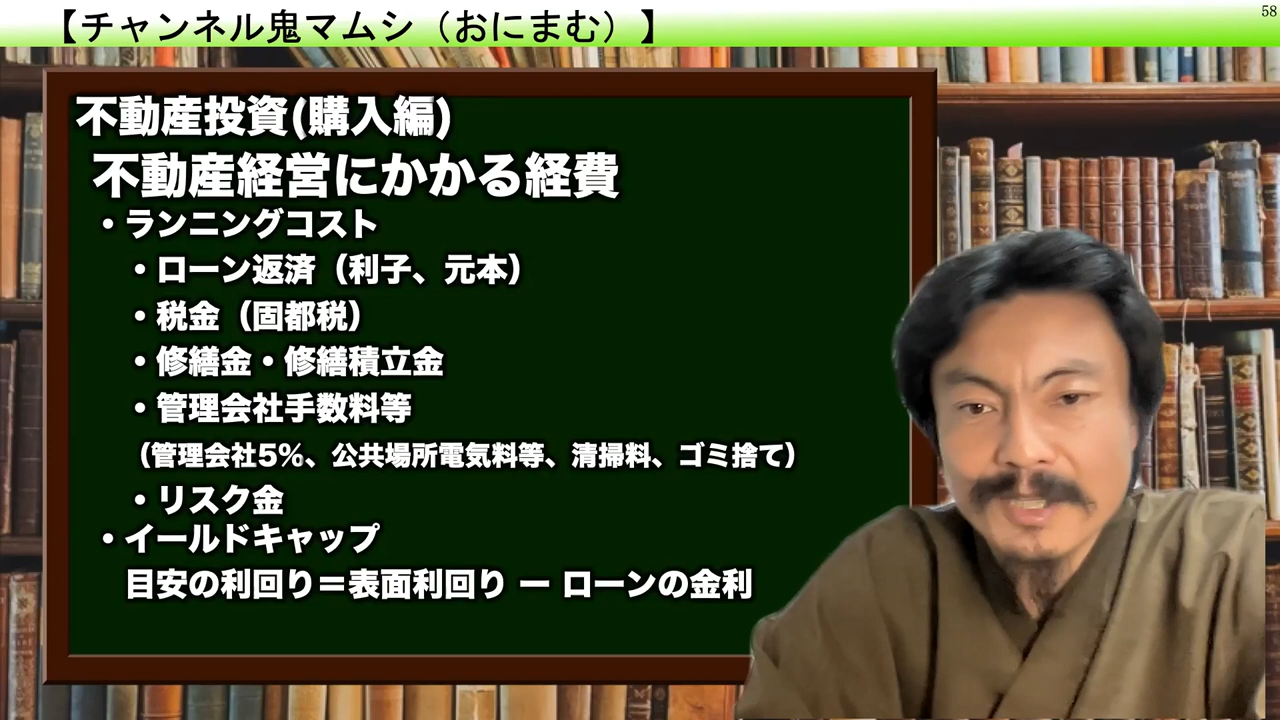 【チャンネル鬼マムシ（おにまむ）】
58
不動産投資(購入編)
不動産経営にかかる経費
・ランニングコスト
・ローン返済（利子、元本）
・税金（固都税）
・修繕金・修繕積立金
・管理会社手数料等
（管理会社5%、公共場所電気料等、清掃料、ゴミ捨て）
・リスク金
・イールドキャップ
目安の利回り＝表面利回り ー ローンの金利